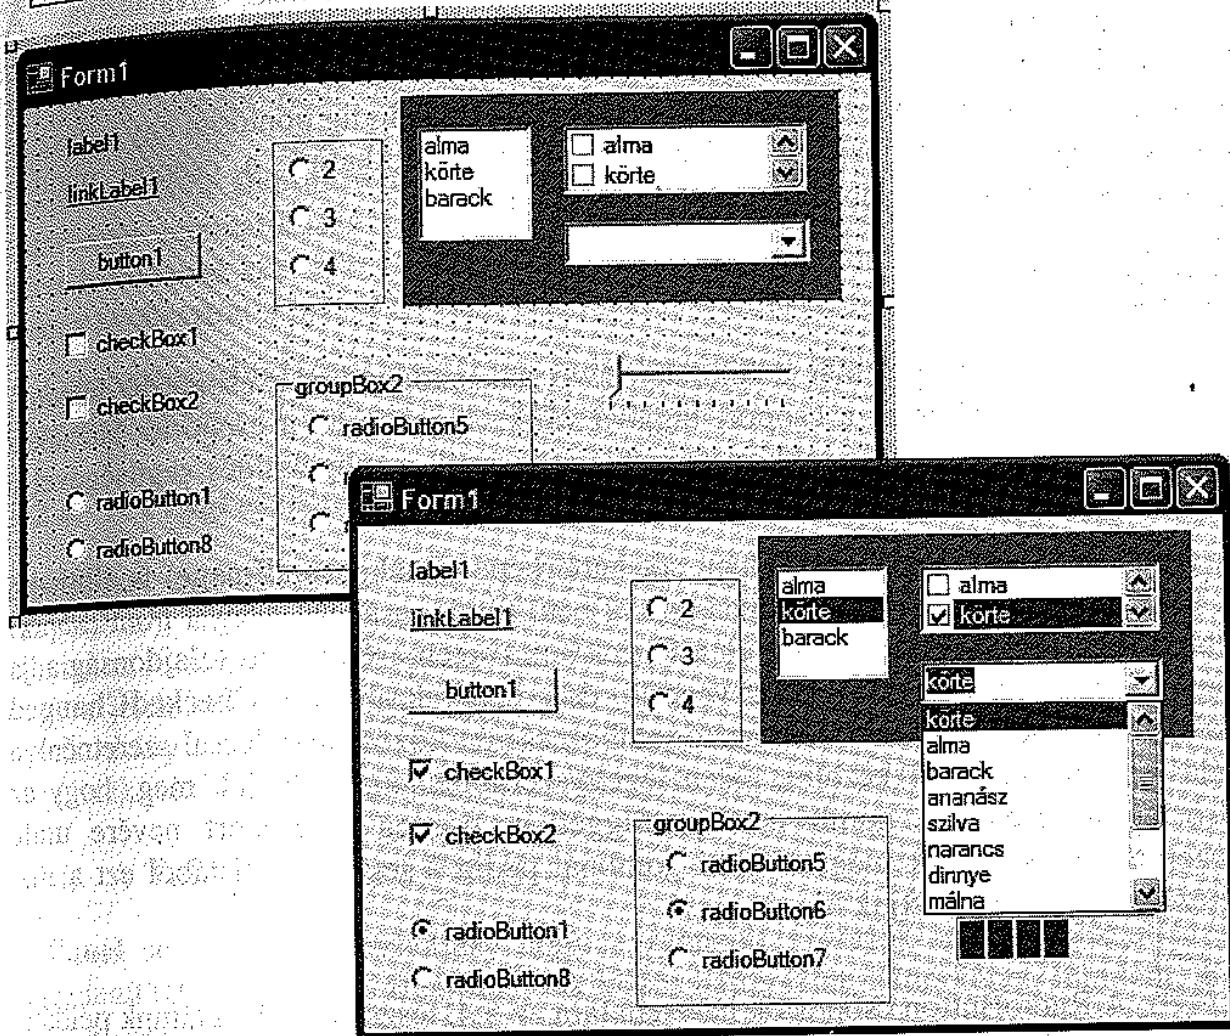 Form1
label1
linkLabel1
button1
checkBox1
checkBox2
radioButton1
radioButton8
2
3
4
groupBox2
radioButton5
alma
körte
barack
alma
körte
Form1
label1
linkLabel1
button1
checkBox1
checkBox2
radioButton1
radioButton8
2
3
4
groupBox2
radioButton5
radioButton6
radioButton7
alma
körte
barack
alma
körte
körte
körte
alma
barack
ananász
szilva
narancs
dinnye
málna